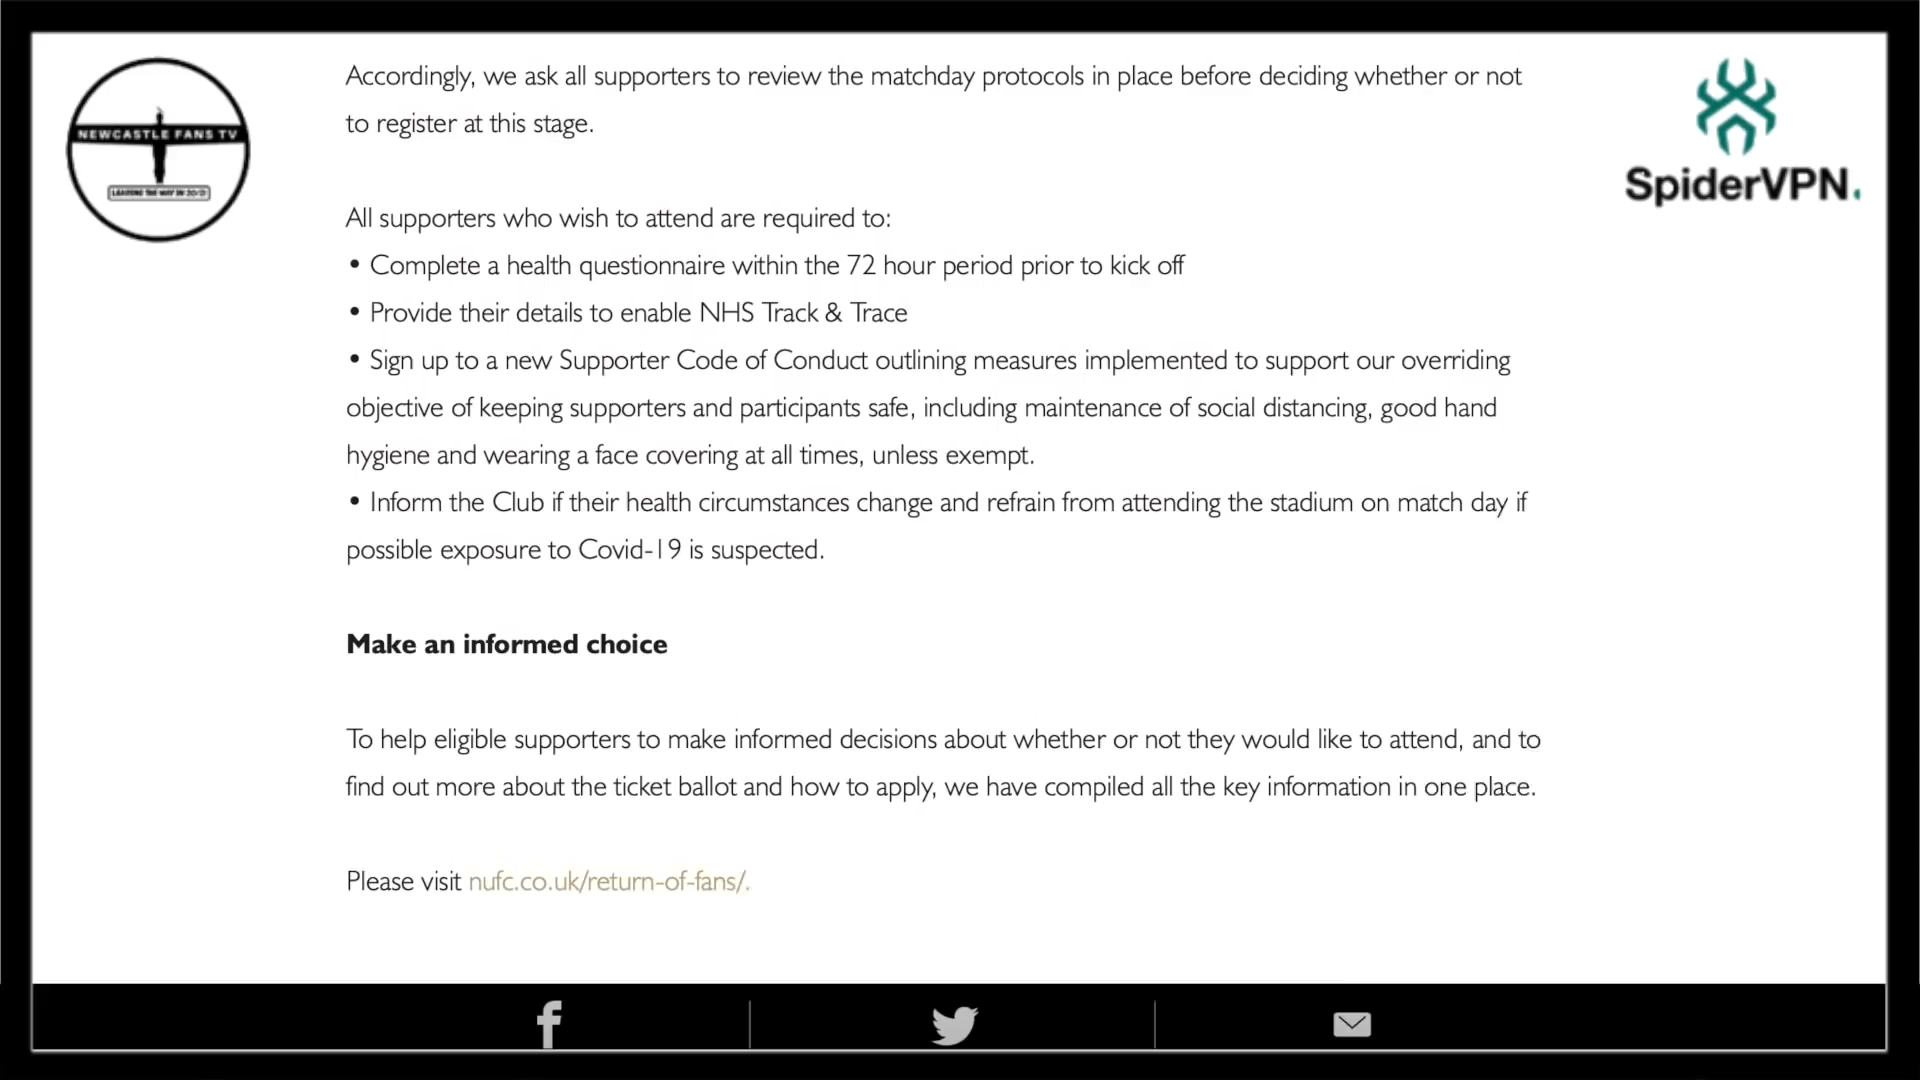 Accordingly, we ask all supporters to review the matchday protocols in place before deciding whether or not
to register at this stage.
NEWCASTLE FANS TV
LEADING THE WAY IN 20/21
SpiderVPN.
All supporters who wish to attend are required to:
• Complete a health questionnaire within the 72 hour period prior to kick off
• Provide their details to enable NHS Track & Trace
• Sign up to a new Supporter Code of Conduct outlining measures implemented to support our overriding
objective of keeping supporters and participants safe, including maintenance of social distancing, good hand
hygiene and wearing a face covering at all times, unless exempt.
• Inform the Club if their health circumstances change and refrain from attending the stadium on match day if
possible exposure to Covid-19 is suspected.
Make an informed choice
To help eligible supporters to make informed decisions about whether or not they would like to attend, and to
find out more about the ticket ballot and how to apply, we have compiled all the key information in one place.
Please visit nufc.co.uk/return-of-fans/.